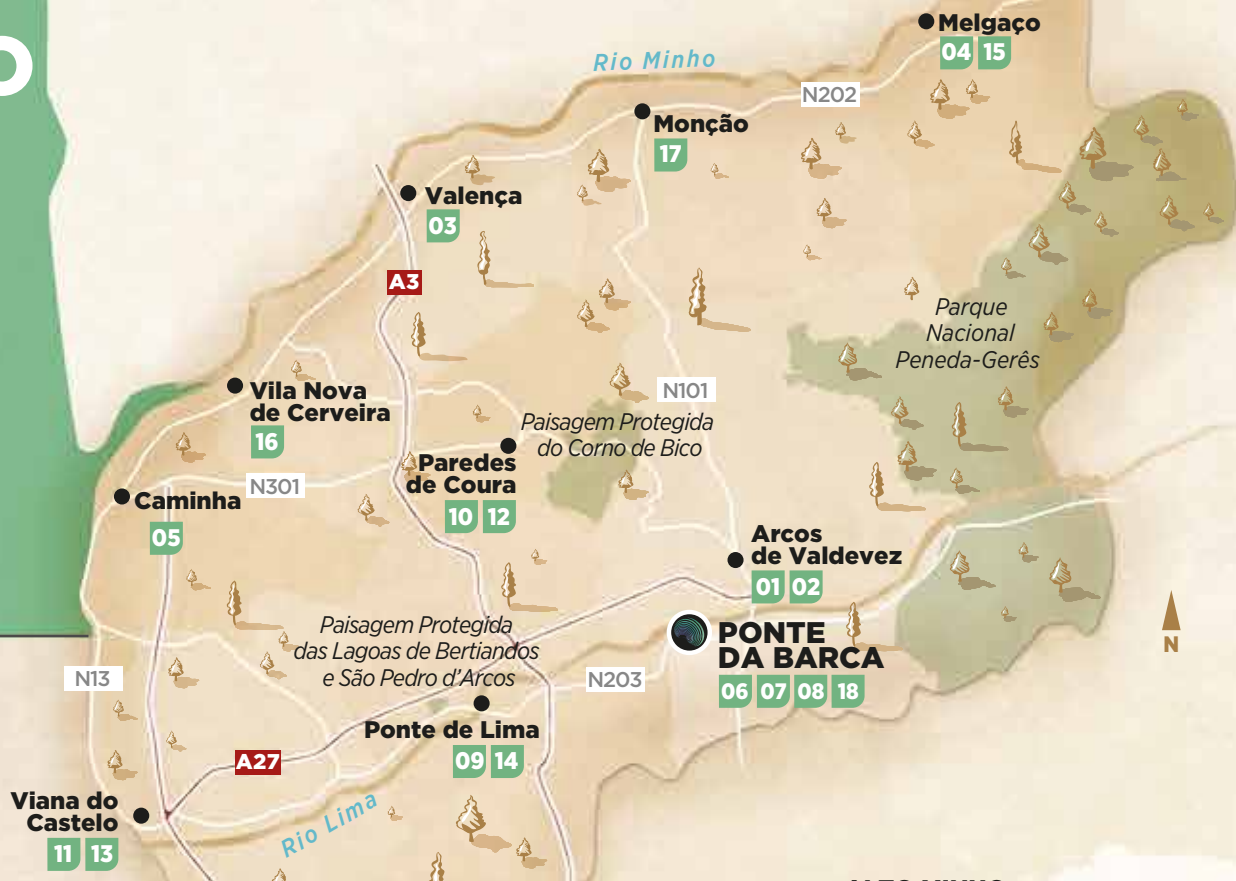 O
Melgaço
04 15
Rio Minho
N202
Monção
17
Valença
03
A3
Parque
Nacional
Peneda-Gerês
Vila Nova
de Cerveira
16
N101
Paisagem Protegida
do Corno de Bico
Paredes
de Coura
10 12
N301
Caminha
05
Arcos
de Valdevez
01 02
Paisagem Protegida
das Lagoas de Bertiandos
e São Pedro d'Arcos
PONTE
DA BARCA
06 07 08 18
N
N13
N203
Ponte de Lima
09 14
A27
Viana do
Castelo
11 13
Rio Lima